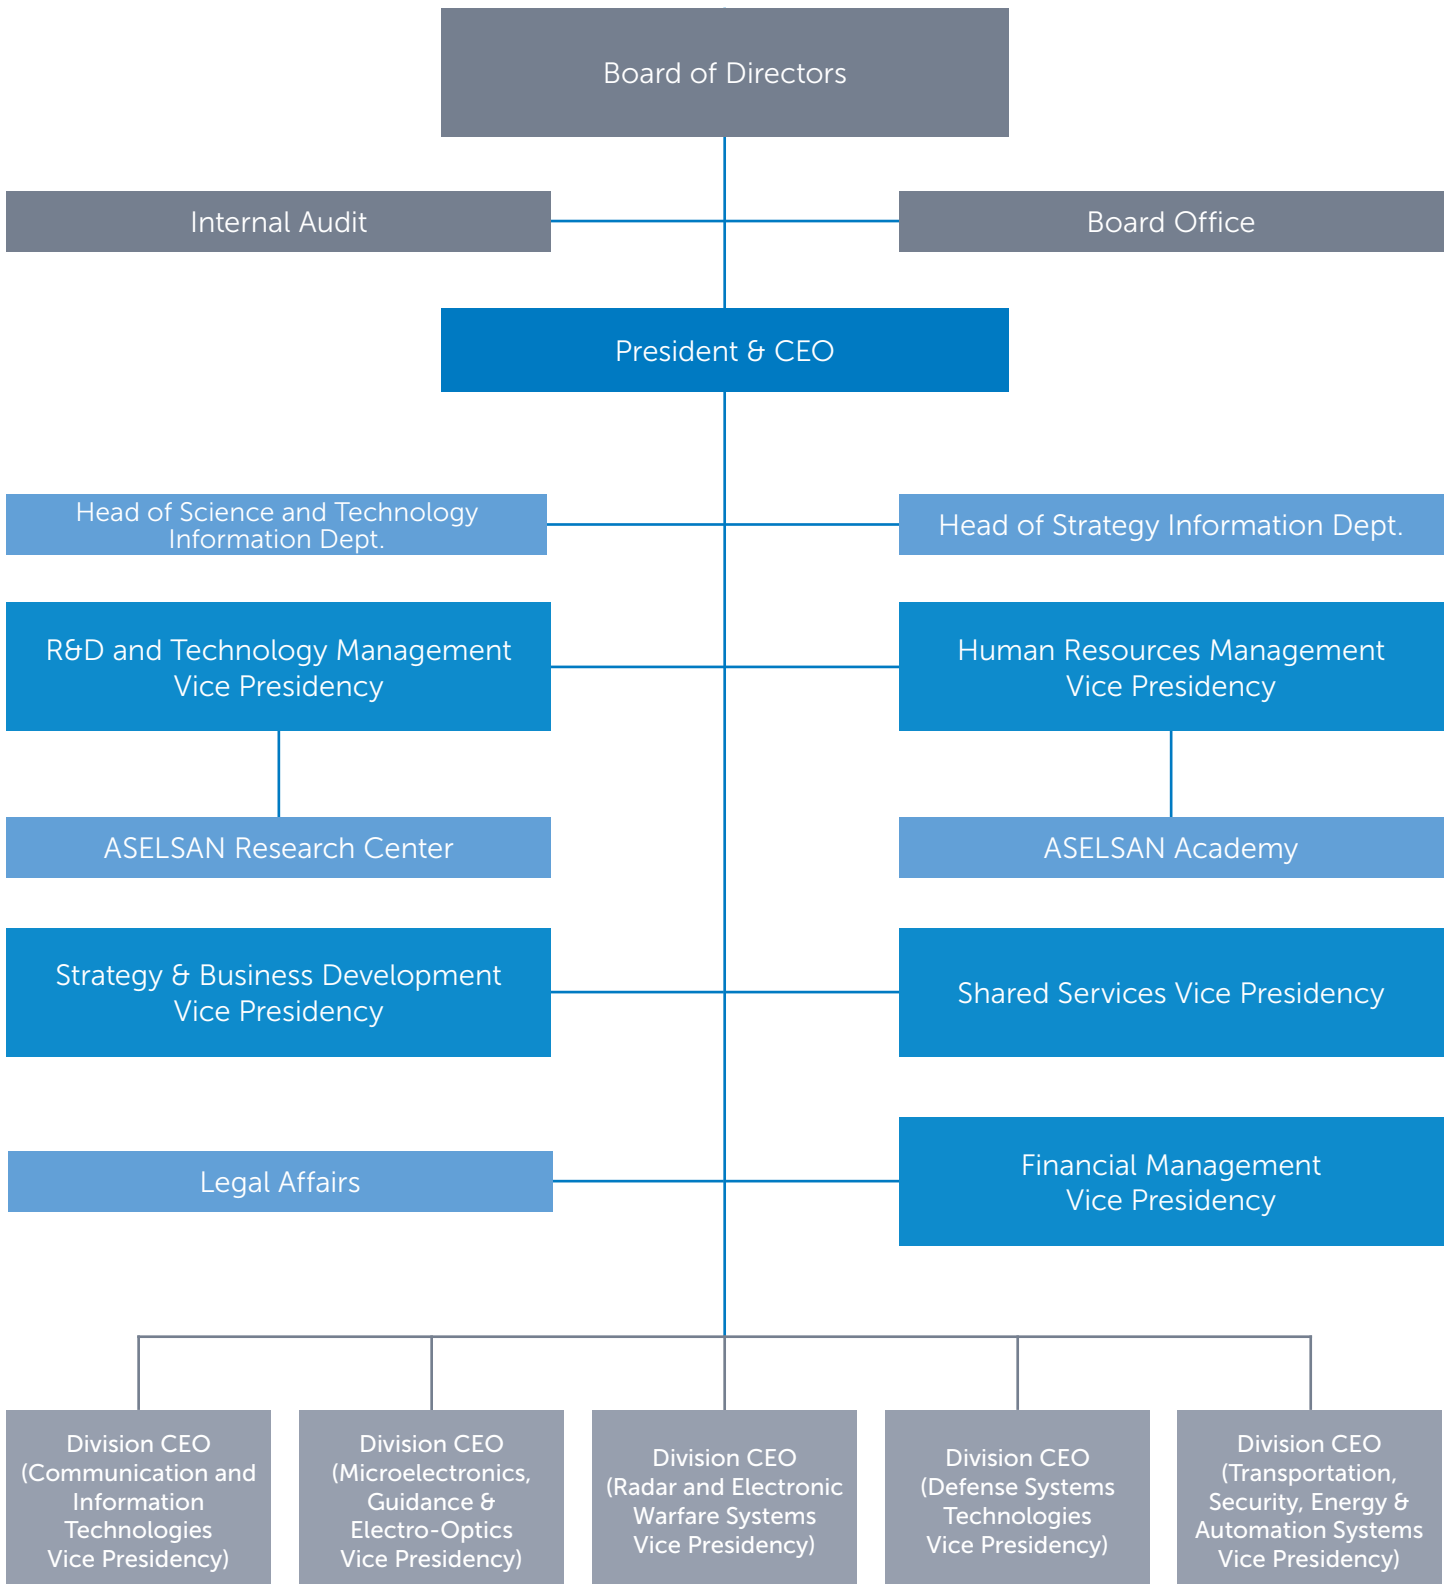 Board of Directors
Internal Audit
Board Office
President & CEO
Head of Science and Technology
Information Dept.
Head of Strategy Information Dept.
R&D and Technology Management
Vice Presidency
Human Resources Management
Vice Presidency
ASELSAN Research Center
ASELSAN Academy
Strategy & Business Development
Vice Presidency
Shared Services Vice Presidency
Legal Affairs
Financial Management
Vice Presidency
Division CEO
(Communication and
Information
Technologies
Vice Presidency)
Division CEO
(Microelectronics,
Guidance &
Electro-Optics
Vice Presidency)
Division CEO
(Radar and Electronic
Warfare Systems
Vice Presidency)
Division CEO
(Defense Systems
Technologies
Vice Presidency)
Division CEO
(Transportation,
Security, Energy &
Automation Systems
Vice Presidency)